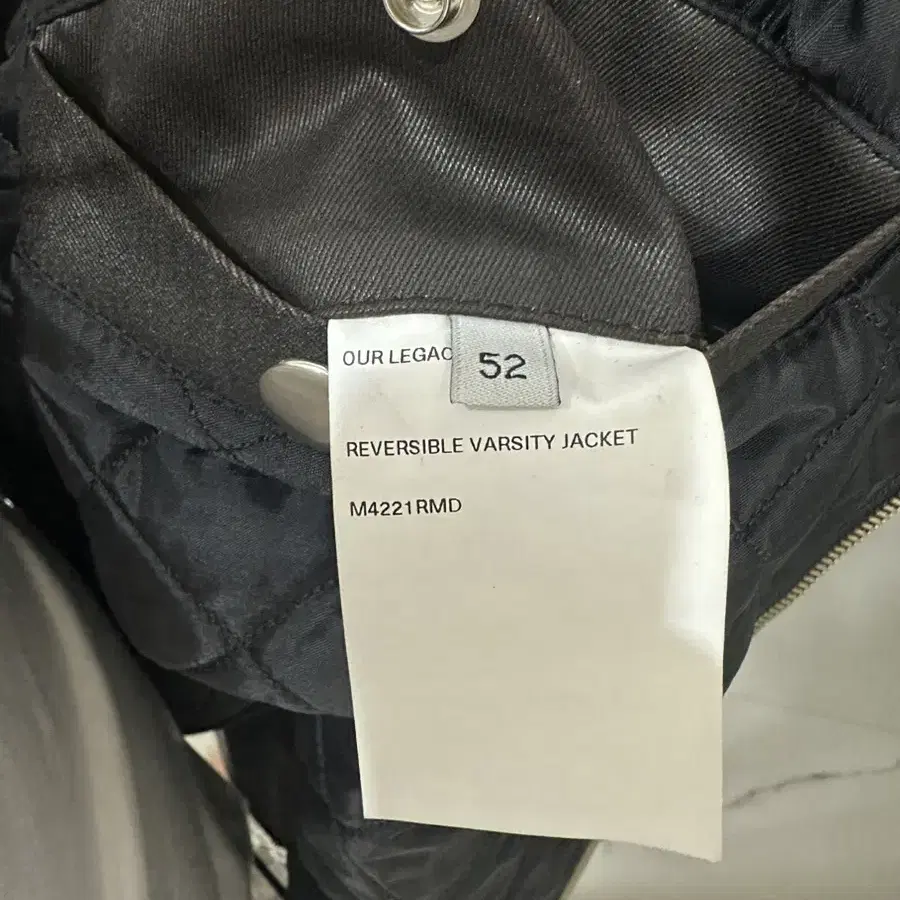 OUR LEGAC
52
REVERSIBLE VARSITY JACKET
M4221RMD